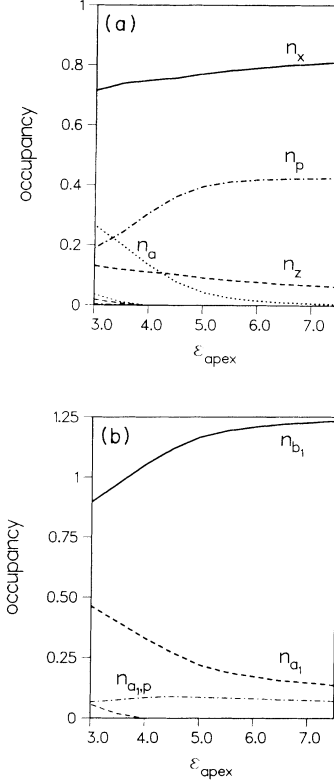 1
(a)
n_x
0.8
0.6
occupancy
n_p
0.4
0.2
n_a
n_z
0
3.0 4.0 5.0 6.0 7.0
ε_apex
1.25
(b)
n_b₁
1.0
occupancy
0.75
0.50
0.25
n_a₁,p
n_a₁
0
3.0 4.0 5.0 6.0 7.0
ε_apex